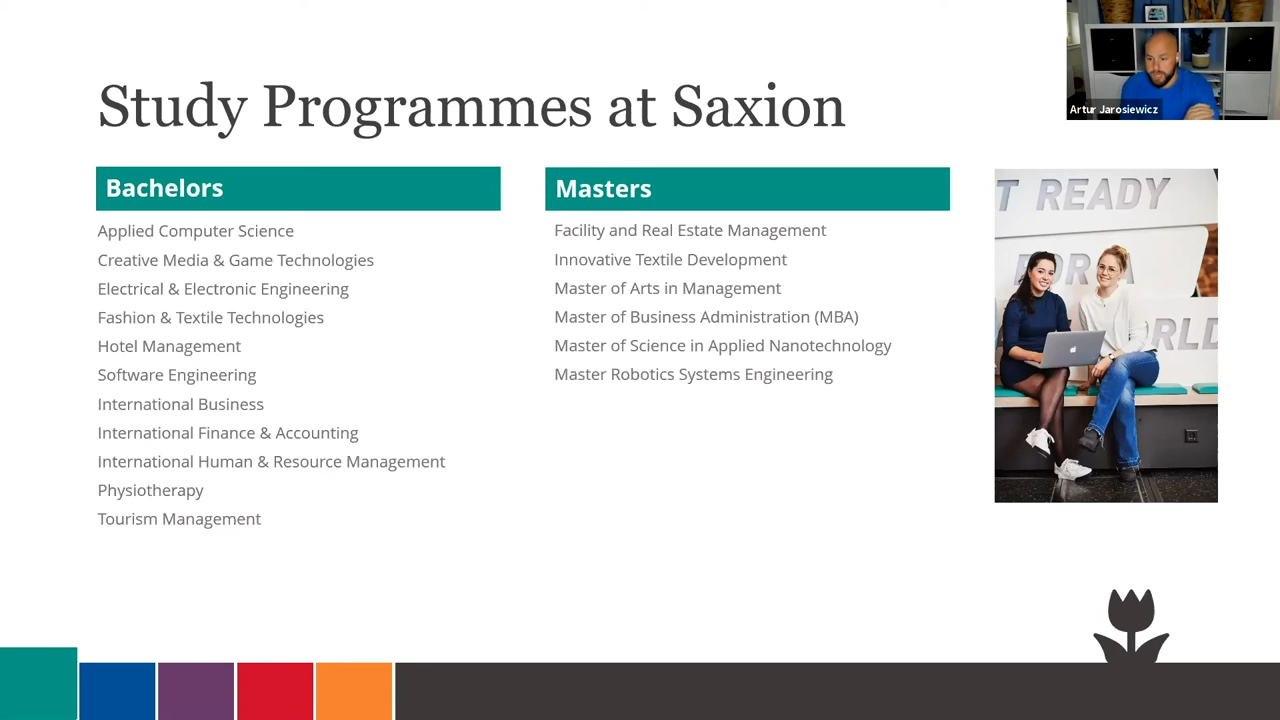 Study Programmes at Saxion
Artur Jarosiewicz
Bachelors
Applied Computer Science
Creative Media & Game Technologies
Electrical & Electronic Engineering
Fashion & Textile Technologies
Hotel Management
Software Engineering
International Business
International Finance & Accounting
International Human & Resource Management
Physiotherapy
Tourism Management
Masters
Facility and Real Estate Management
Innovative Textile Development
Master of Arts in Management
Master of Business Administration (MBA)
Master of Science in Applied Nanotechnology
Master Robotics Systems Engineering
T READY
FOR A
RLD